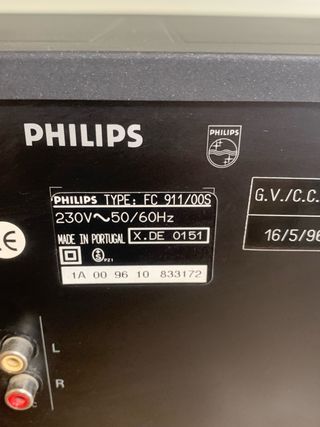 PHILIPS
PHILIPS
PHILIPS TYPE: FC 911/00S
230V~50/60Hz
MADE IN PORTUGAL X.DE 0151
1A 00 96 10 833172
G.V./C.C.
16/5/96
CE
L
R